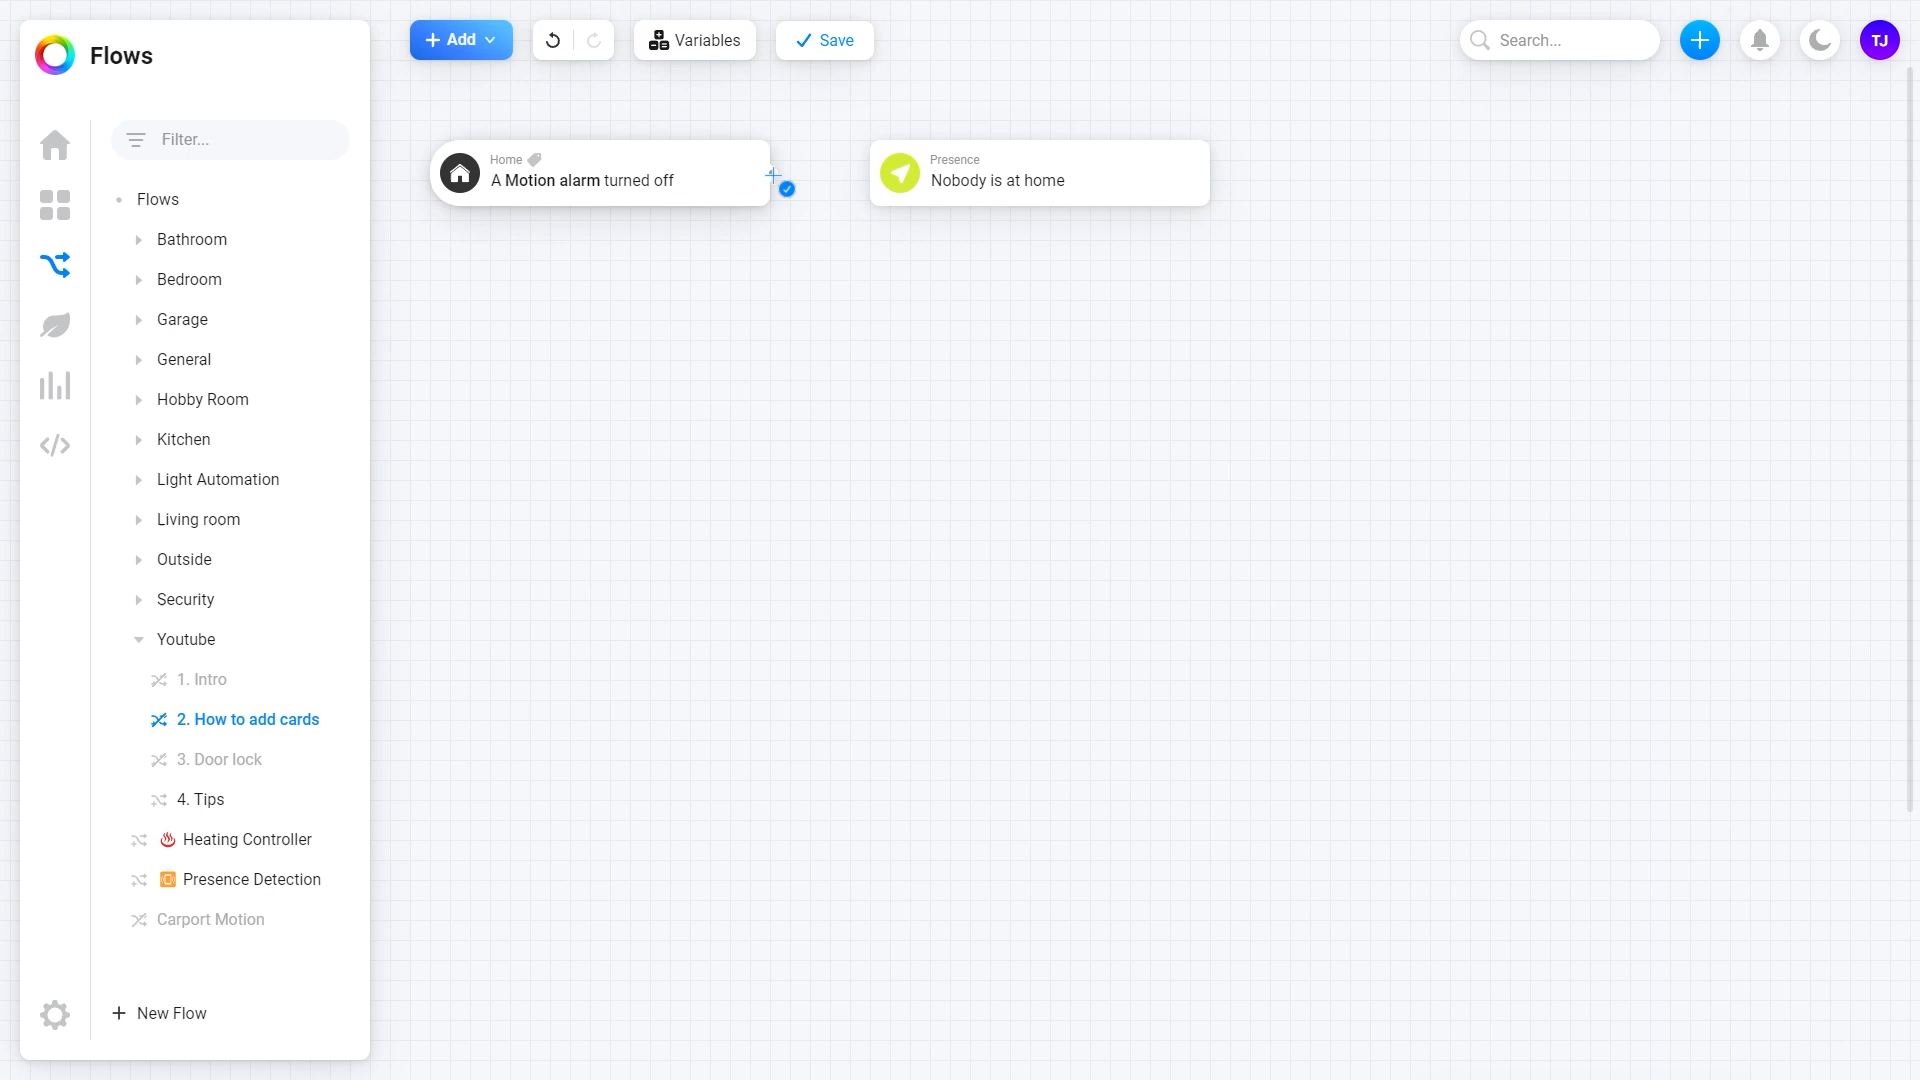 Flows
Add
Variables
Save
Search...
TJ
Filter...
Flows
Bathroom
Bedroom
Garage
General
Hobby Room
Kitchen
Light Automation
Living room
Outside
Security
Youtube
1. Intro
2. How to add cards
3. Door lock
4. Tips
Heating Controller
Presence Detection
Carport Motion
New Flow
Home
A Motion alarm turned off
Presence
Nobody is at home